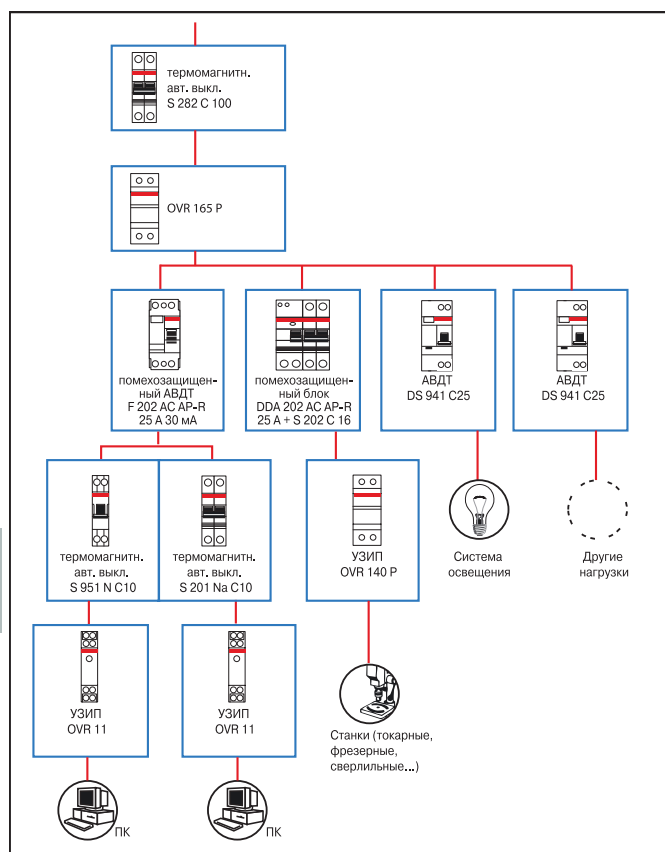 термомагнитн.
авт. выкл.
S 282 C 100
OVR 165 P
помехозащищен-
ный АВДТ
F 202 AC AP-R
25 A 30 мА
помехозащищен-
ный блок
DDA 202 AC AP-R
25 A + S 202 C 16
АВДТ
DS 941 C25
АВДТ
DS 941 C25
термомагнитн.
авт. выкл.
S 951 N C10
термомагнитн.
авт. выкл.
S 201 Na C10
УЗИП
OVR 140 P
Система
освещения
Другие
нагрузки
УЗИП
OVR 11
УЗИП
OVR 11
Станки (токарные,
фрезерные,
сверлильные...)
ПК
ПК